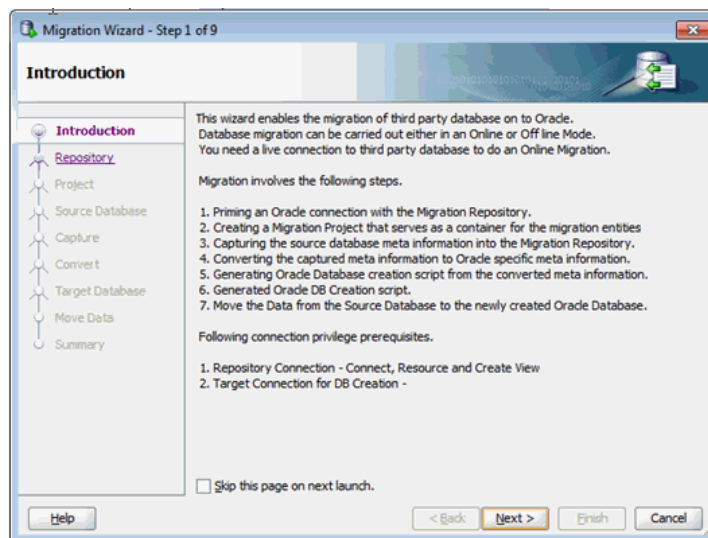 Migration Wizard - Step 1 of 9
Introduction
Introduction
Repository
Project
Source Database
Capture
Convert
Target Database
Move Data
Summary
This wizard enables the migration of third party database on to Oracle.
Database migration can be carried out either in an Online or Off line Mode.
You need a live connection to third party database to do an Online Migration.
Migration involves the following steps.
1. Priming an Oracle connection with the Migration Repository.
2. Creating a Migration Project that serves as a container for the migration entities
3. Capturing the source database meta information into the Migration Repository.
4. Converting the captured meta information to Oracle specific meta information.
5. Generating Oracle Database creation script from the converted meta information.
6. Generated Oracle DB Creation script.
7. Move the Data from the Source Database to the newly created Oracle Database.
Following connection privilege prerequisites.
1. Repository Connection - Connect, Resource and Create View
2. Target Connection for DB Creation -
Skip this page on next launch.
Help
< Back
Next >
Finish
Cancel